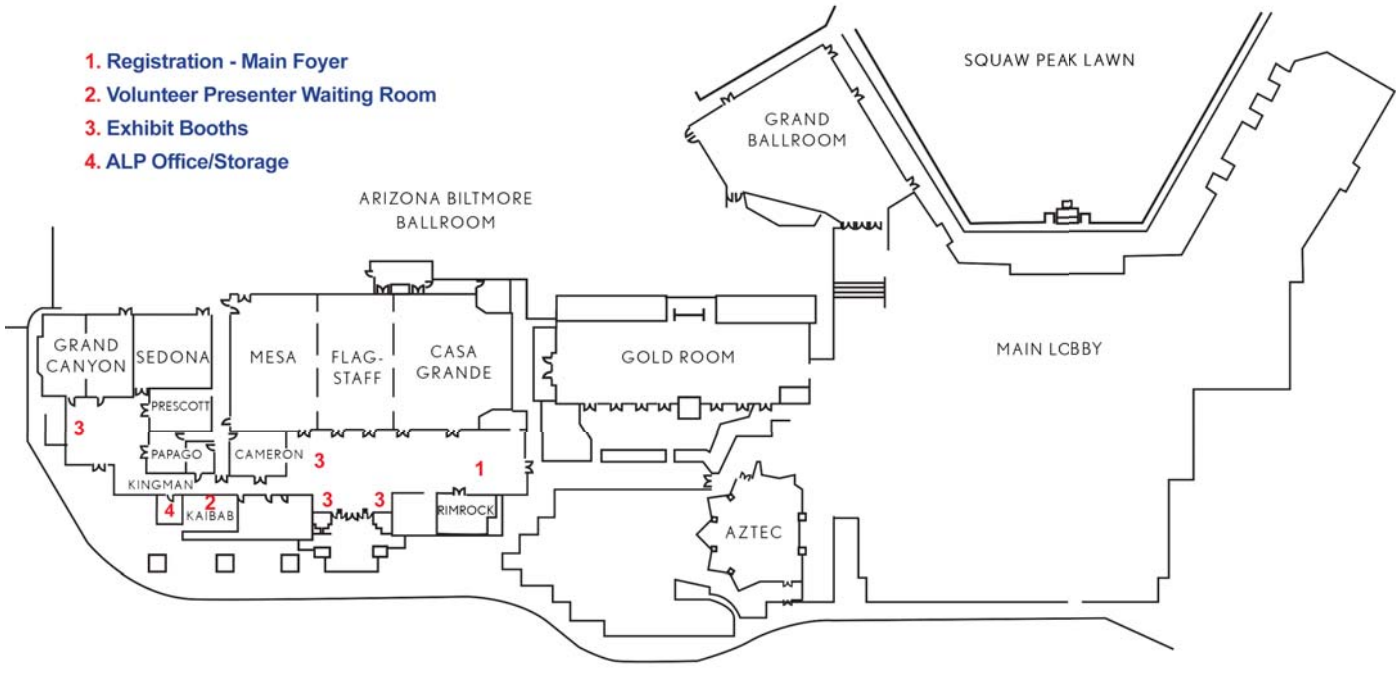 1. Registration - Main Foyer
2. Volunteer Presenter Waiting Room
3. Exhibit Booths
4. ALP Office/Storage
SQUAW PEAK LAWN
GRAND
BALLROOM
ARIZONA BILTMORE
BALLROOM
GRAND
CANYON
SEDONA
MESA
FLAG-
STAFF
CASA
GRANDE
GOLD ROOM
MAIN LCBBY
PRESCOTT
3
PAPAGO
CAMERON
3
1
KINGMAN
4
2
KAIBAB
3
3
RIMROCK
AZTEC